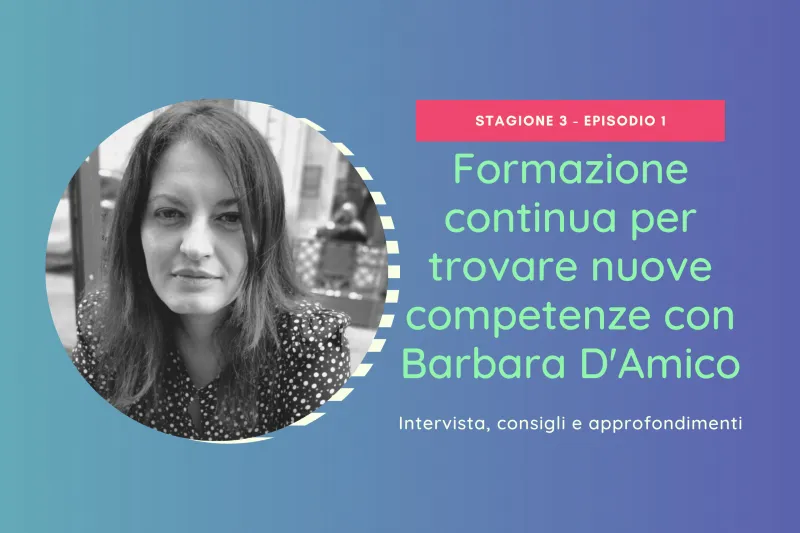 STAGIONE 3 - EPISODIO 1
Formazione
continua per
trovare nuove
competenze con
Barbara D'Amico
Intervista, consigli e approfondimenti